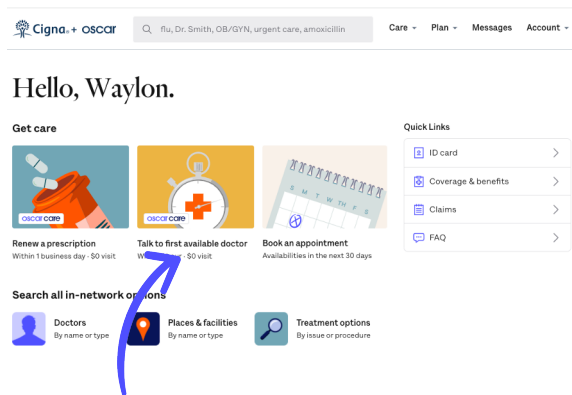 Cigna + oscar
flu, Dr. Smith, OB/GYN, urgent care, amoxicillin
Care
Plan
Messages
Account
Hello, Waylon.
Get care
oscar care
Renew a prescription
Within 1 business day · $0 visit
oscar care
Talk to first available doctor
$0 visit
S M T W T F S
Book an appointment
Availabilities in the next 30 days
Quick Links
ID card
Coverage & benefits
Claims
FAQ
Search all in-network options
Doctors
By name or type
Places & facilities
By name or type
Treatment options
By issue or procedure